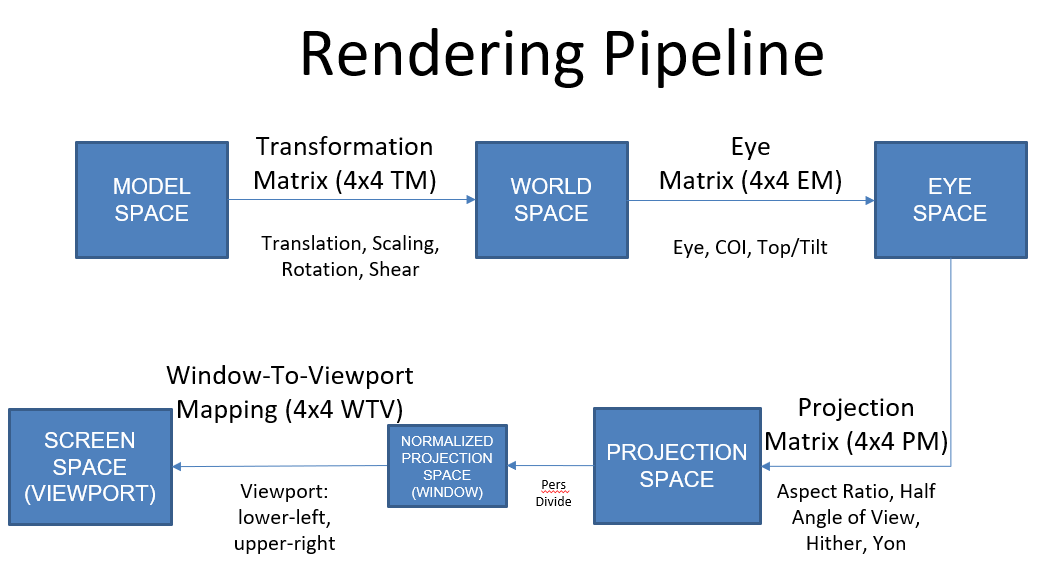 Rendering Pipeline
MODEL
SPACE
Transformation
Matrix (4x4 TM)
Translation, Scaling,
Rotation, Shear
WORLD
SPACE
Eye
Matrix (4x4 EM)
Eye, COI, Top/Tilt
EYE
SPACE
Projection
Matrix (4x4 PM)
Aspect Ratio, Half
Angle of View,
Hither, Yon
PROJECTION
SPACE
Pers
Divide
NORMALIZED
PROJECTION
SPACE
(WINDOW)
Window-To-Viewport
Mapping (4x4 WTV)
Viewport:
lower-left,
upper-right
SCREEN
SPACE
(VIEWPORT)